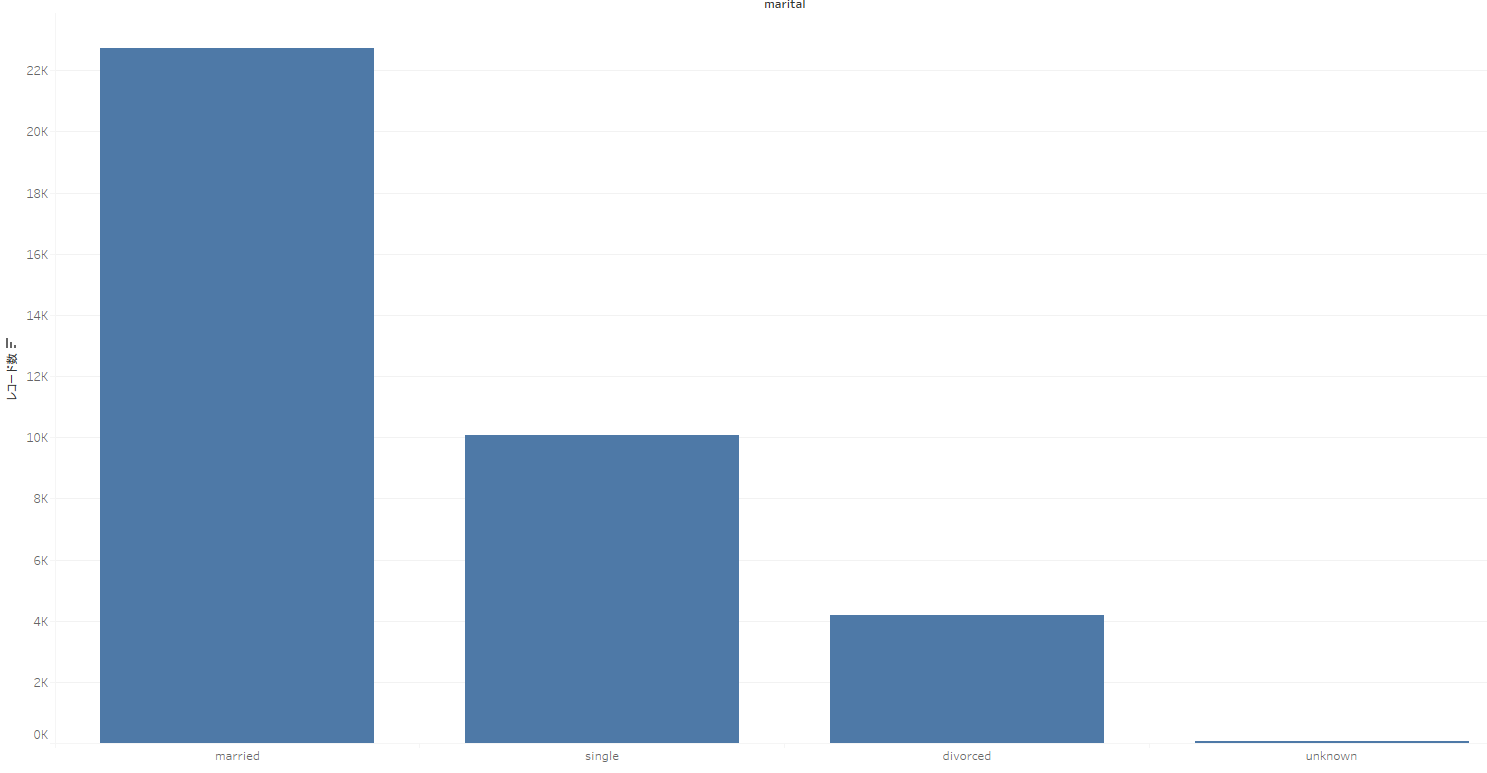 marital
22K
20K
18K
16K
14K
12K
10K
8K
6K
4K
2K
0K
レコード数
married
single
divorced
unknown